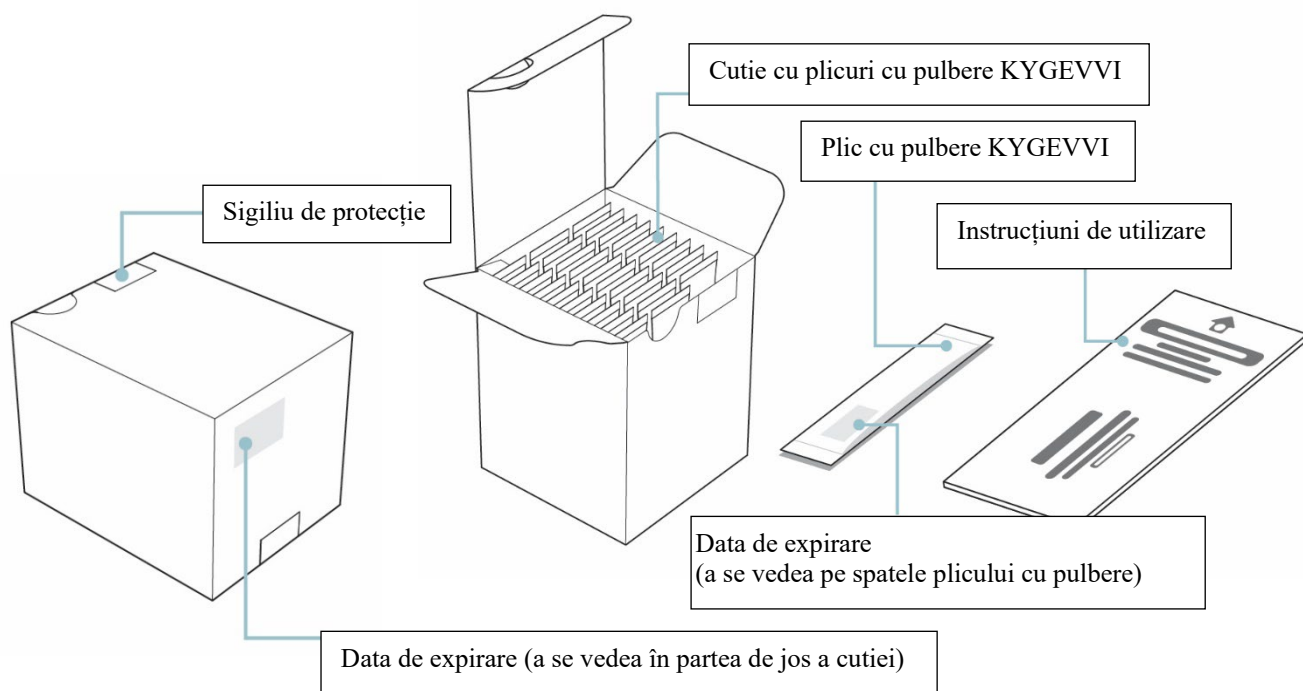 Cutie cu plicuri cu pulbere KYGEVVI
Plic cu pulbere KYGEVVI
Sigiliu de protecție
Instrucțiuni de utilizare
Data de expirare
(a se vedea pe spatele plicului cu pulbere)
Data de expirare (a se vedea în partea de jos a cutiei)